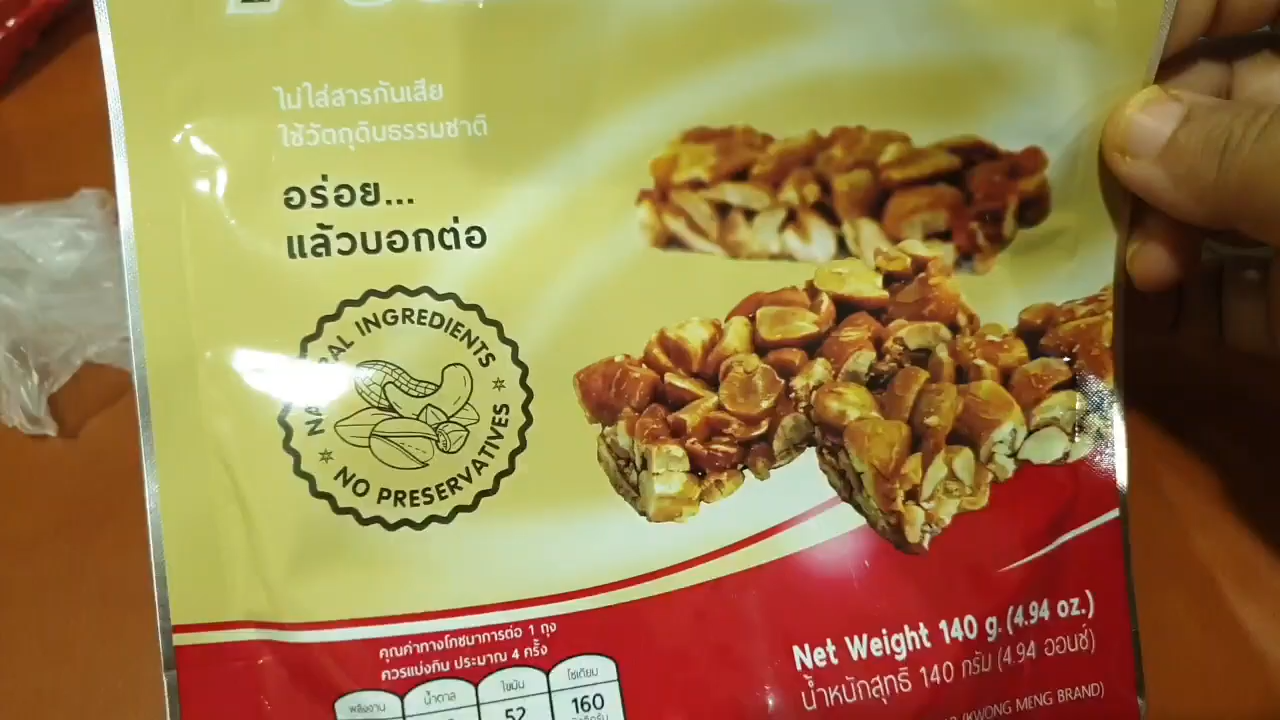 ไม่ใส่สารกันเสีย
ใช้วัตถุดิบธรรมชาติ
อร่อย...
แล้วบอกต่อ
INGREDIENTS
NO PRESERVATIVES
คุณค่าทางโภชนาการต่อ 1 ถุง
ควรแบ่งกิน ประมาณ 4 ครั้ง
พลังงาน น้ำตาล ไขมัน โซเดียม
52 160
Net Weight 140 g. (4.94 oz.)
น้ำหนักสุทธิ 140 กรัม (4.94 ออนซ์)
(KWONG MENG BRAND)